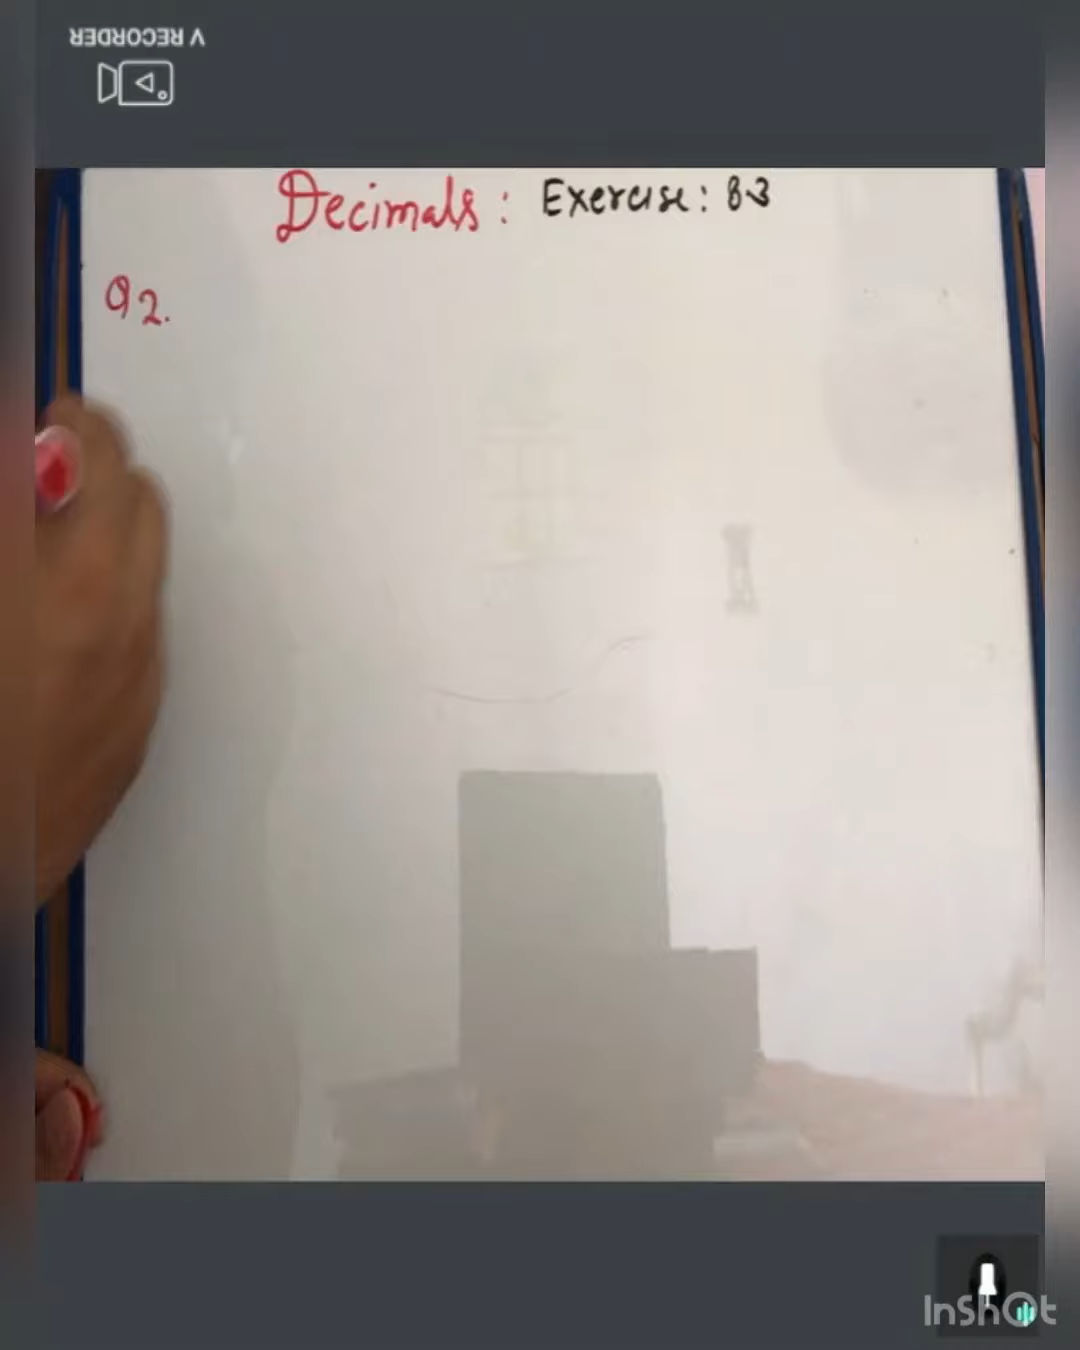 V RECORDER
Decimals : Exercise : 8.3
Q2.
InShOt